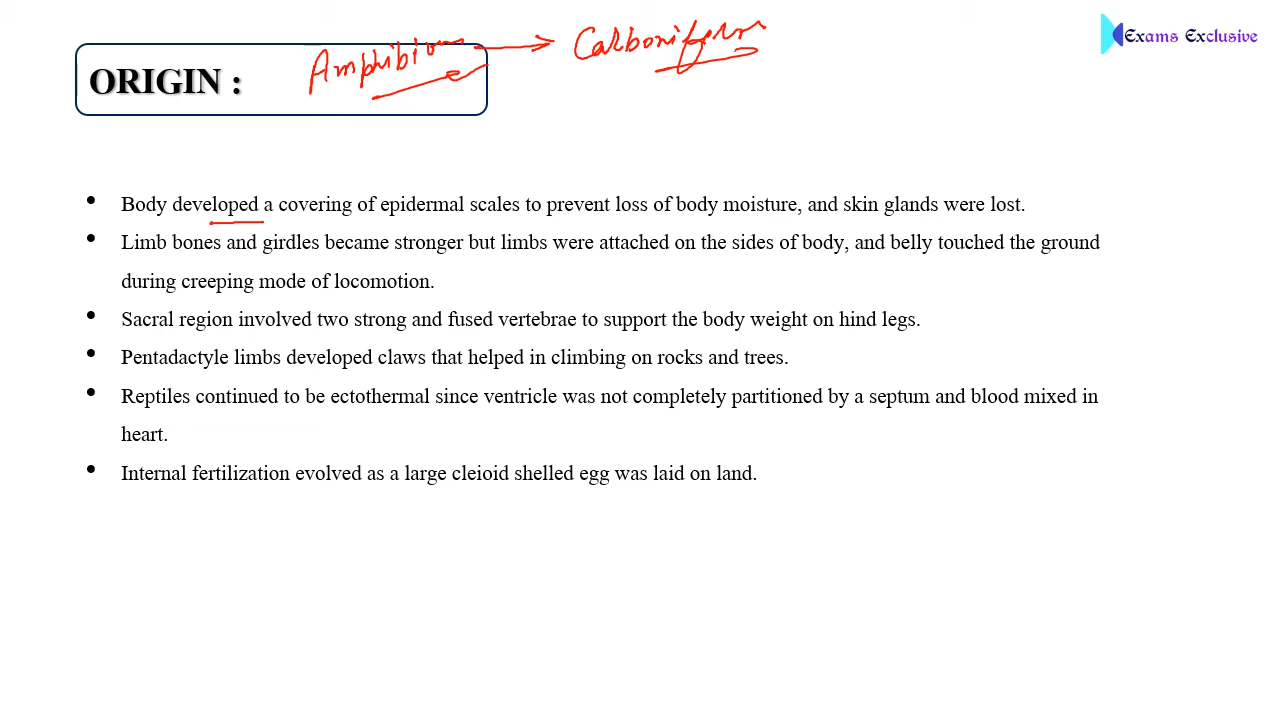 Exams Exclusive
Amphibian → Carboniferous
ORIGIN :
• Body developed a covering of epidermal scales to prevent loss of body moisture, and skin glands were lost.
• Limb bones and girdles became stronger but limbs were attached on the sides of body, and belly touched the ground
during creeping mode of locomotion.
• Sacral region involved two strong and fused vertebrae to support the body weight on hind legs.
• Pentadactyle limbs developed claws that helped in climbing on rocks and trees.
• Reptiles continued to be ectothermal since ventricle was not completely partitioned by a septum and blood mixed in
heart.
• Internal fertilization evolved as a large cleioid shelled egg was laid on land.